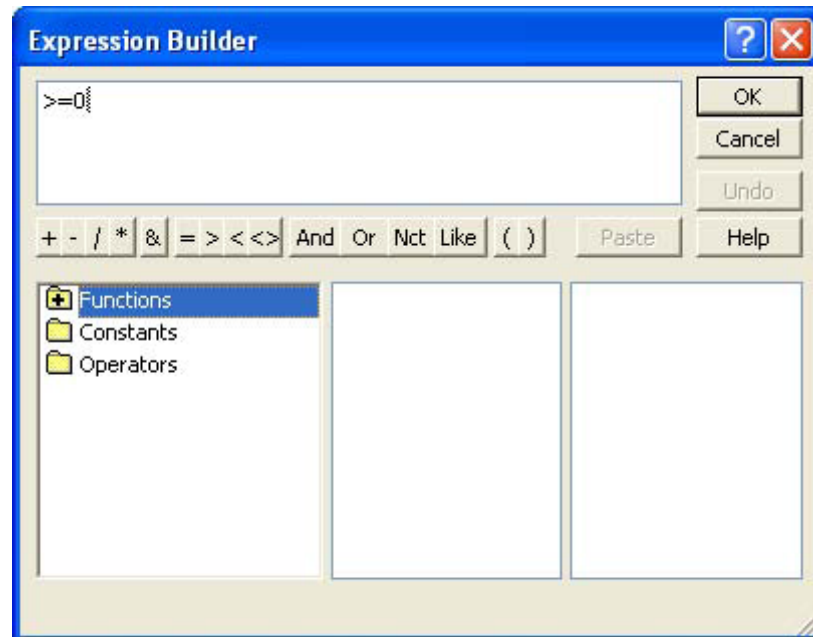 Expression Builder
>=0
OK
Cancel
Undo
+ - / * & = > < <> And Or Not Like ( ) Paste Help
Functions
Constants
Operators